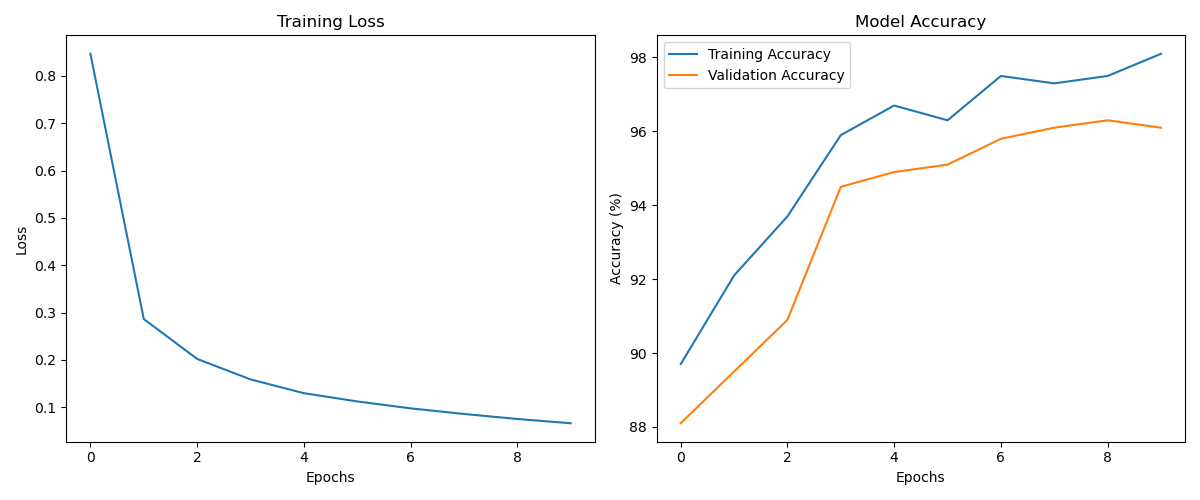 Training Loss
0.8
0.7
0.6
0.5
0.4
0.3
0.2
0.1
Loss
0 2 4 6 8
Epochs
Model Accuracy
Training Accuracy
Validation Accuracy
98
96
94
92
90
88
Accuracy (%)
0 2 4 6 8
Epochs